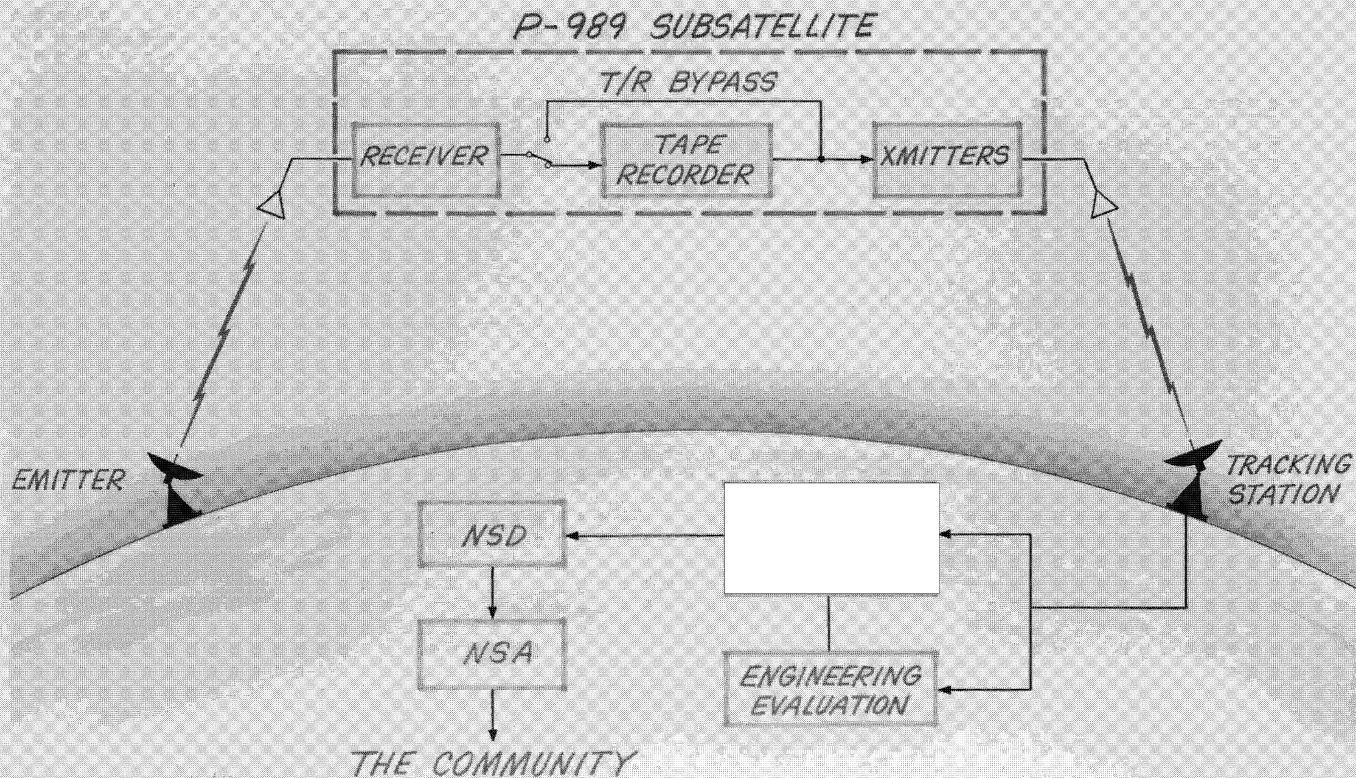 P-989 SUBSATELLITE
T/R BYPASS
RECEIVER
TAPE
RECORDER
XMITTERS
EMITTER
TRACKING
STATION
NSD
NSA
ENGINEERING
EVALUATION
THE COMMUNITY